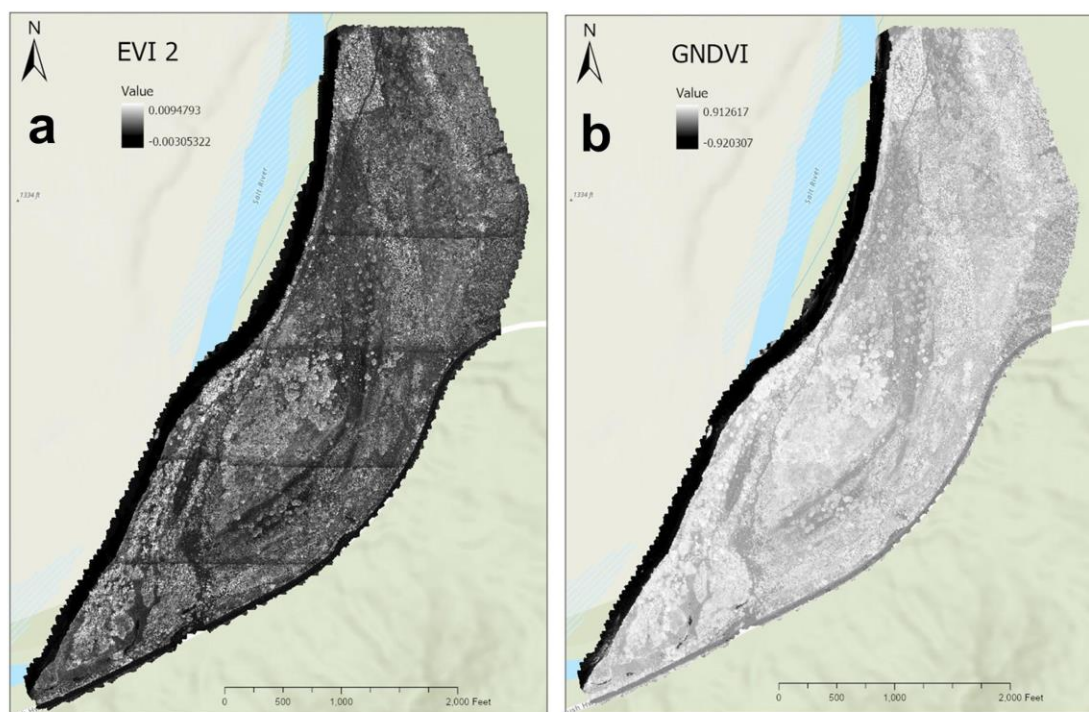 N
EVI 2
Value
0.0094793
-0.00305322
a
1334 ft
Salt River
0 500 1,000 2,000 Feet
N
GNDVI
Value
0.912617
-0.920307
b
1334 ft
Salt River
0 500 1,000 2,000 Feet